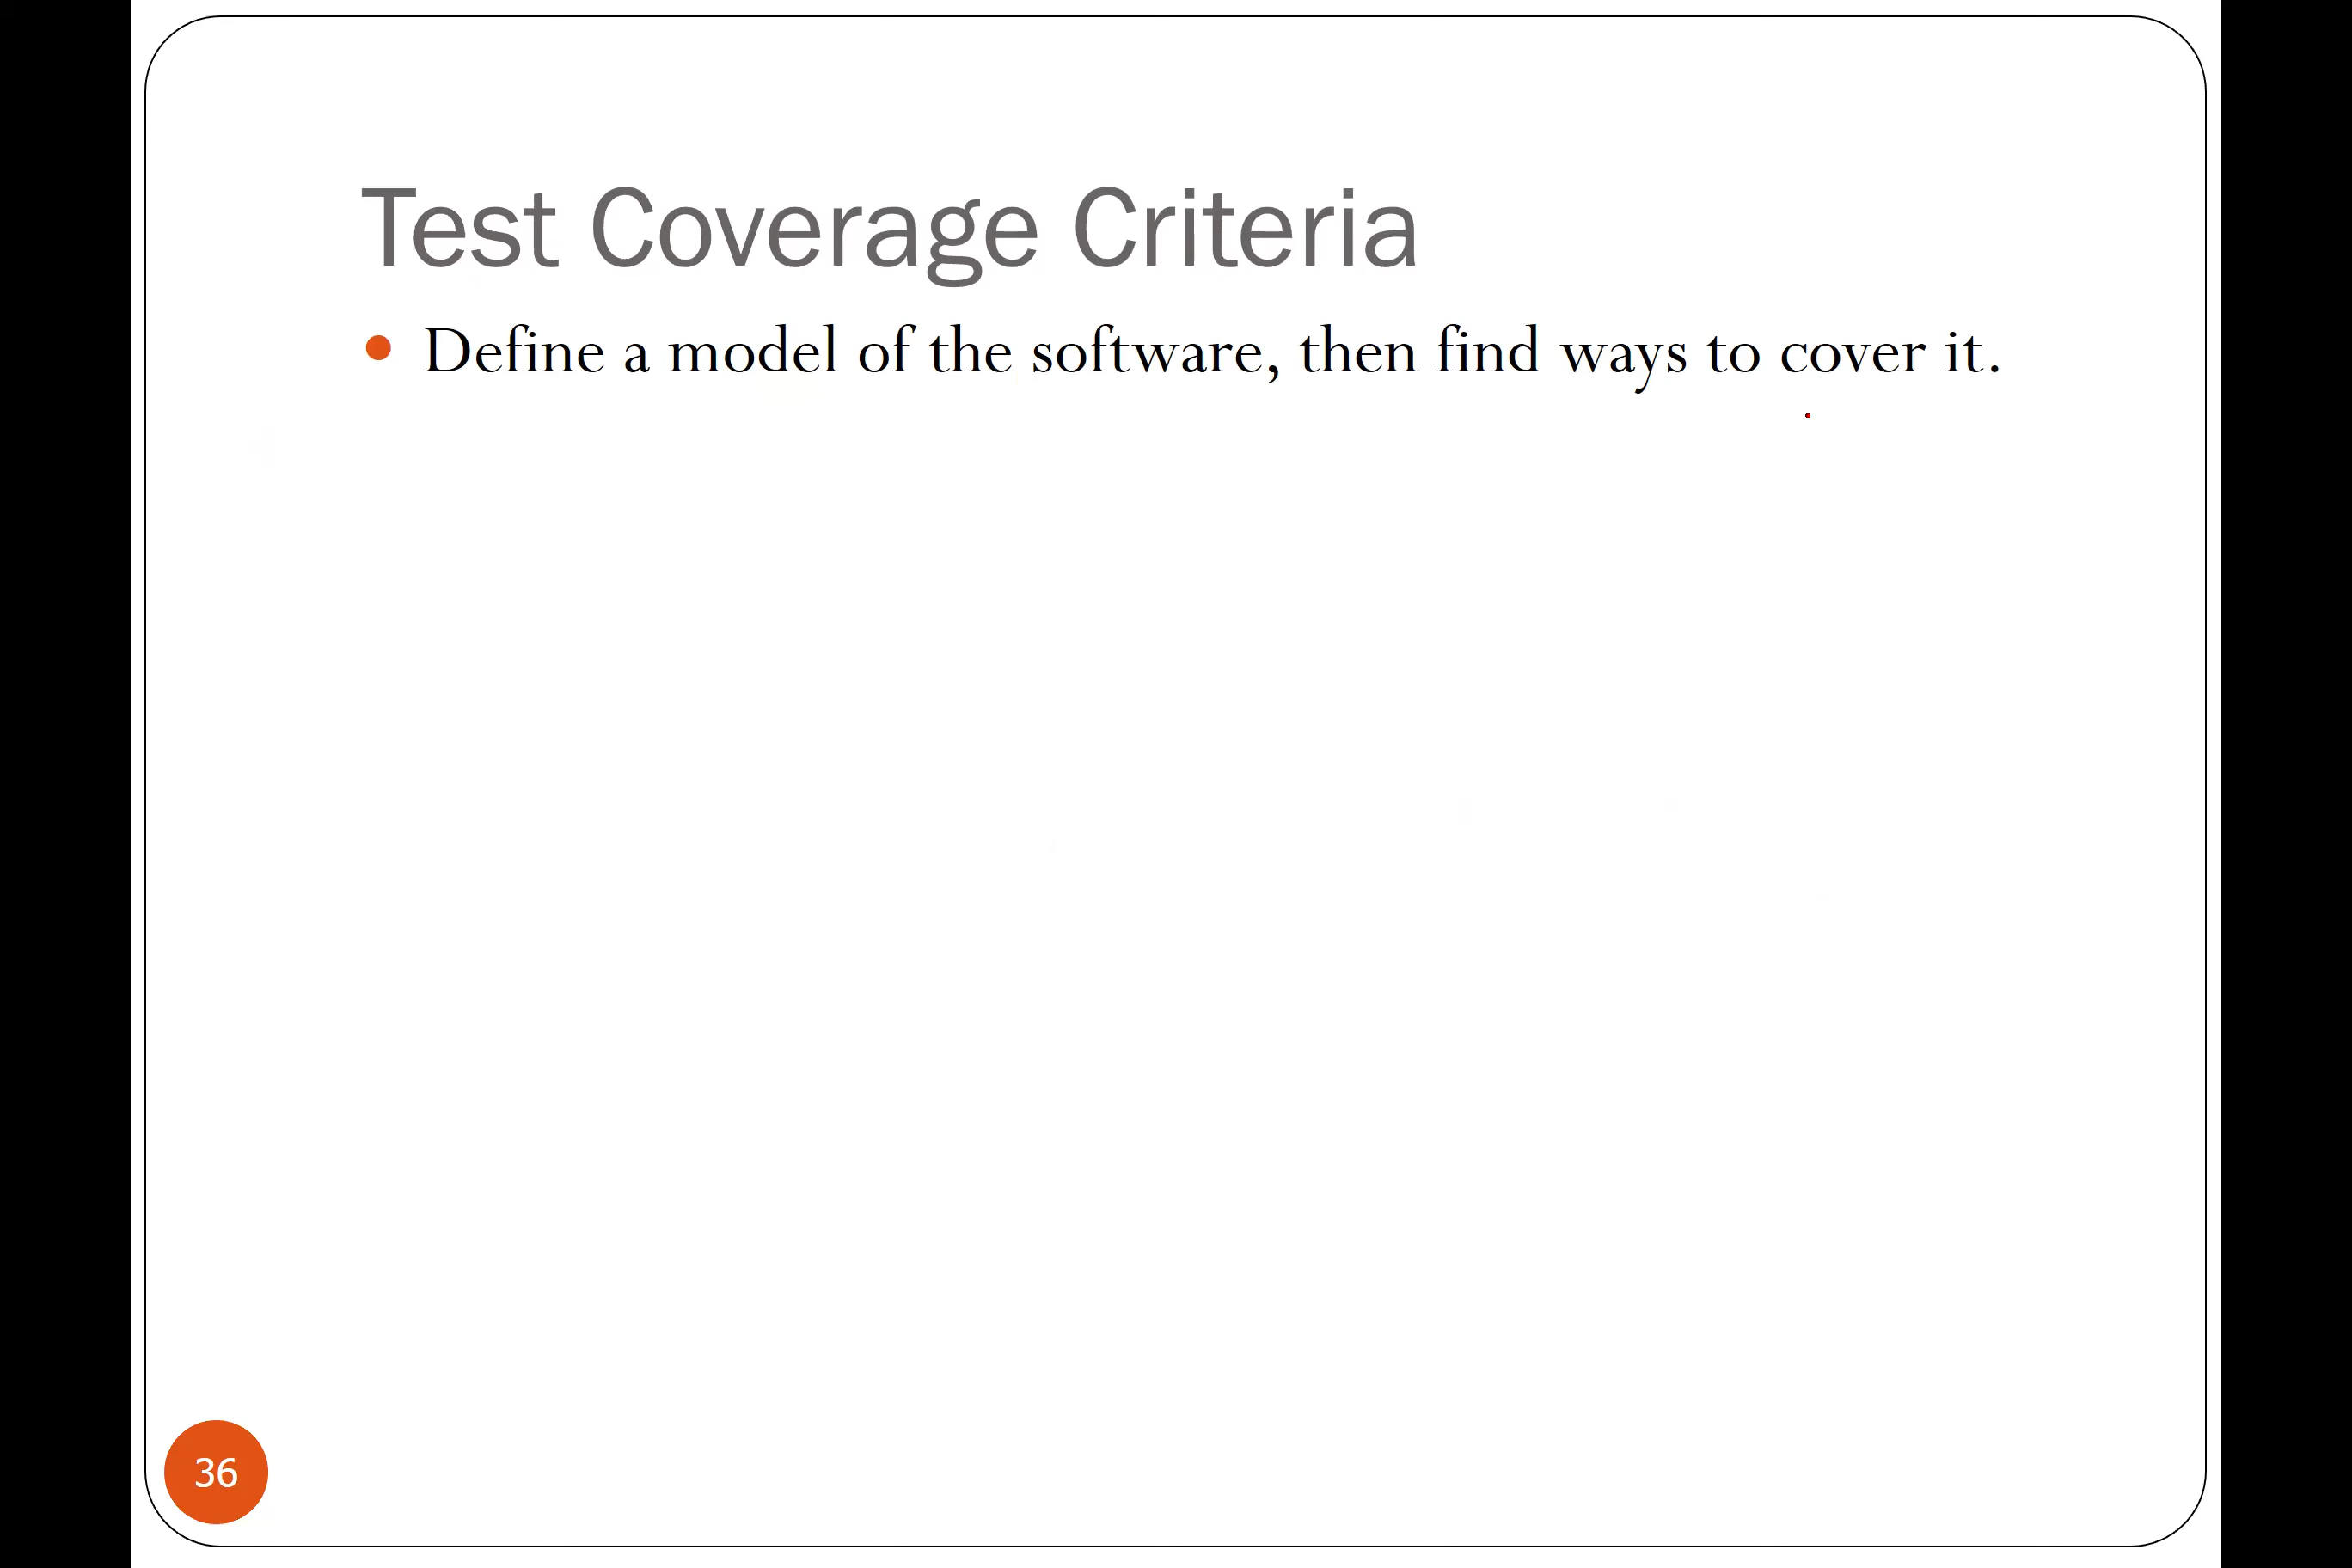 Test Coverage Criteria
• Define a model of the software, then find ways to cover it.
36